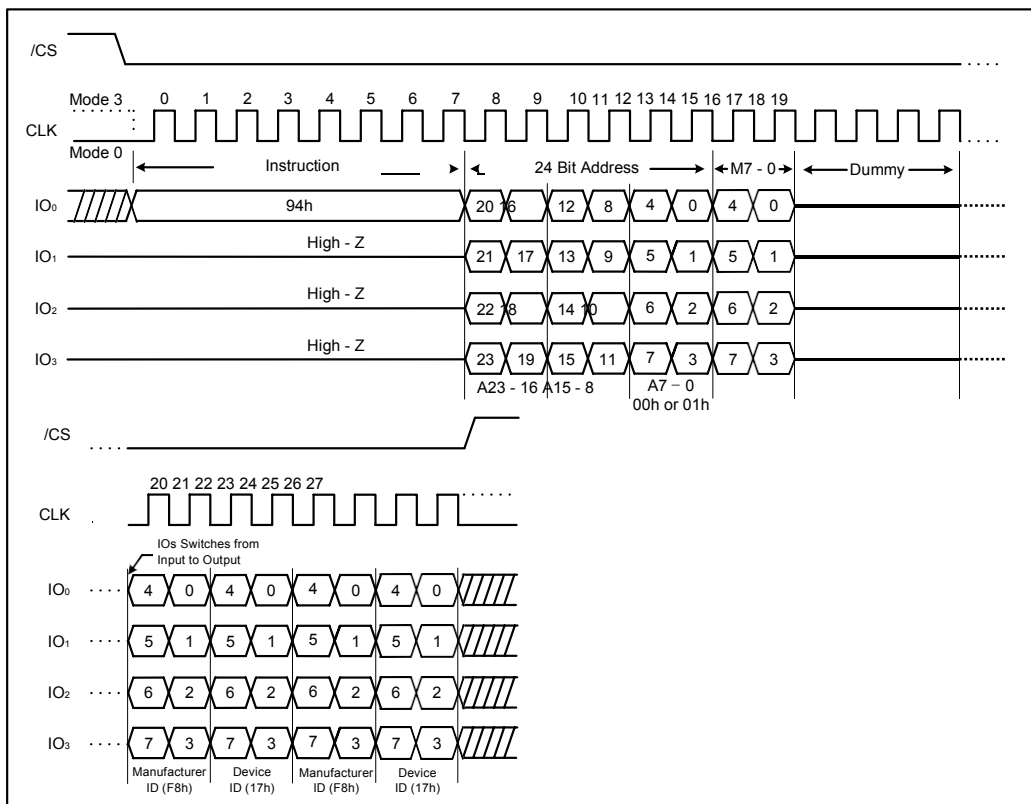 /CS
Mode 3 0 1 2 3 4 5 6 7 8 9 10 11 12 13 14 15 16 17 18 19
CLK
Mode 0
Instruction 24 Bit Address M7 - 0 Dummy
IO0 94h 20 16 12 8 4 0 4 0
IO1 High - Z 21 17 13 9 5 1 5 1
IO2 High - Z 22 18 14 10 6 2 6 2
IO3 High - Z 23 19 15 11 7 3 7 3
A23 - 16 A15 - 8 A7 – 0
00h or 01h
/CS
20 21 22 23 24 25 26 27
CLK
IOs Switches from
Input to Output
IO0 4 0 4 0 4 0 4 0
IO1 5 1 5 1 5 1 5 1
IO2 6 2 6 2 6 2 6 2
IO3 7 3 7 3 7 3 7 3
Manufacturer Device Manufacturer Device
ID (F8h) ID (17h) ID (F8h) ID (17h)